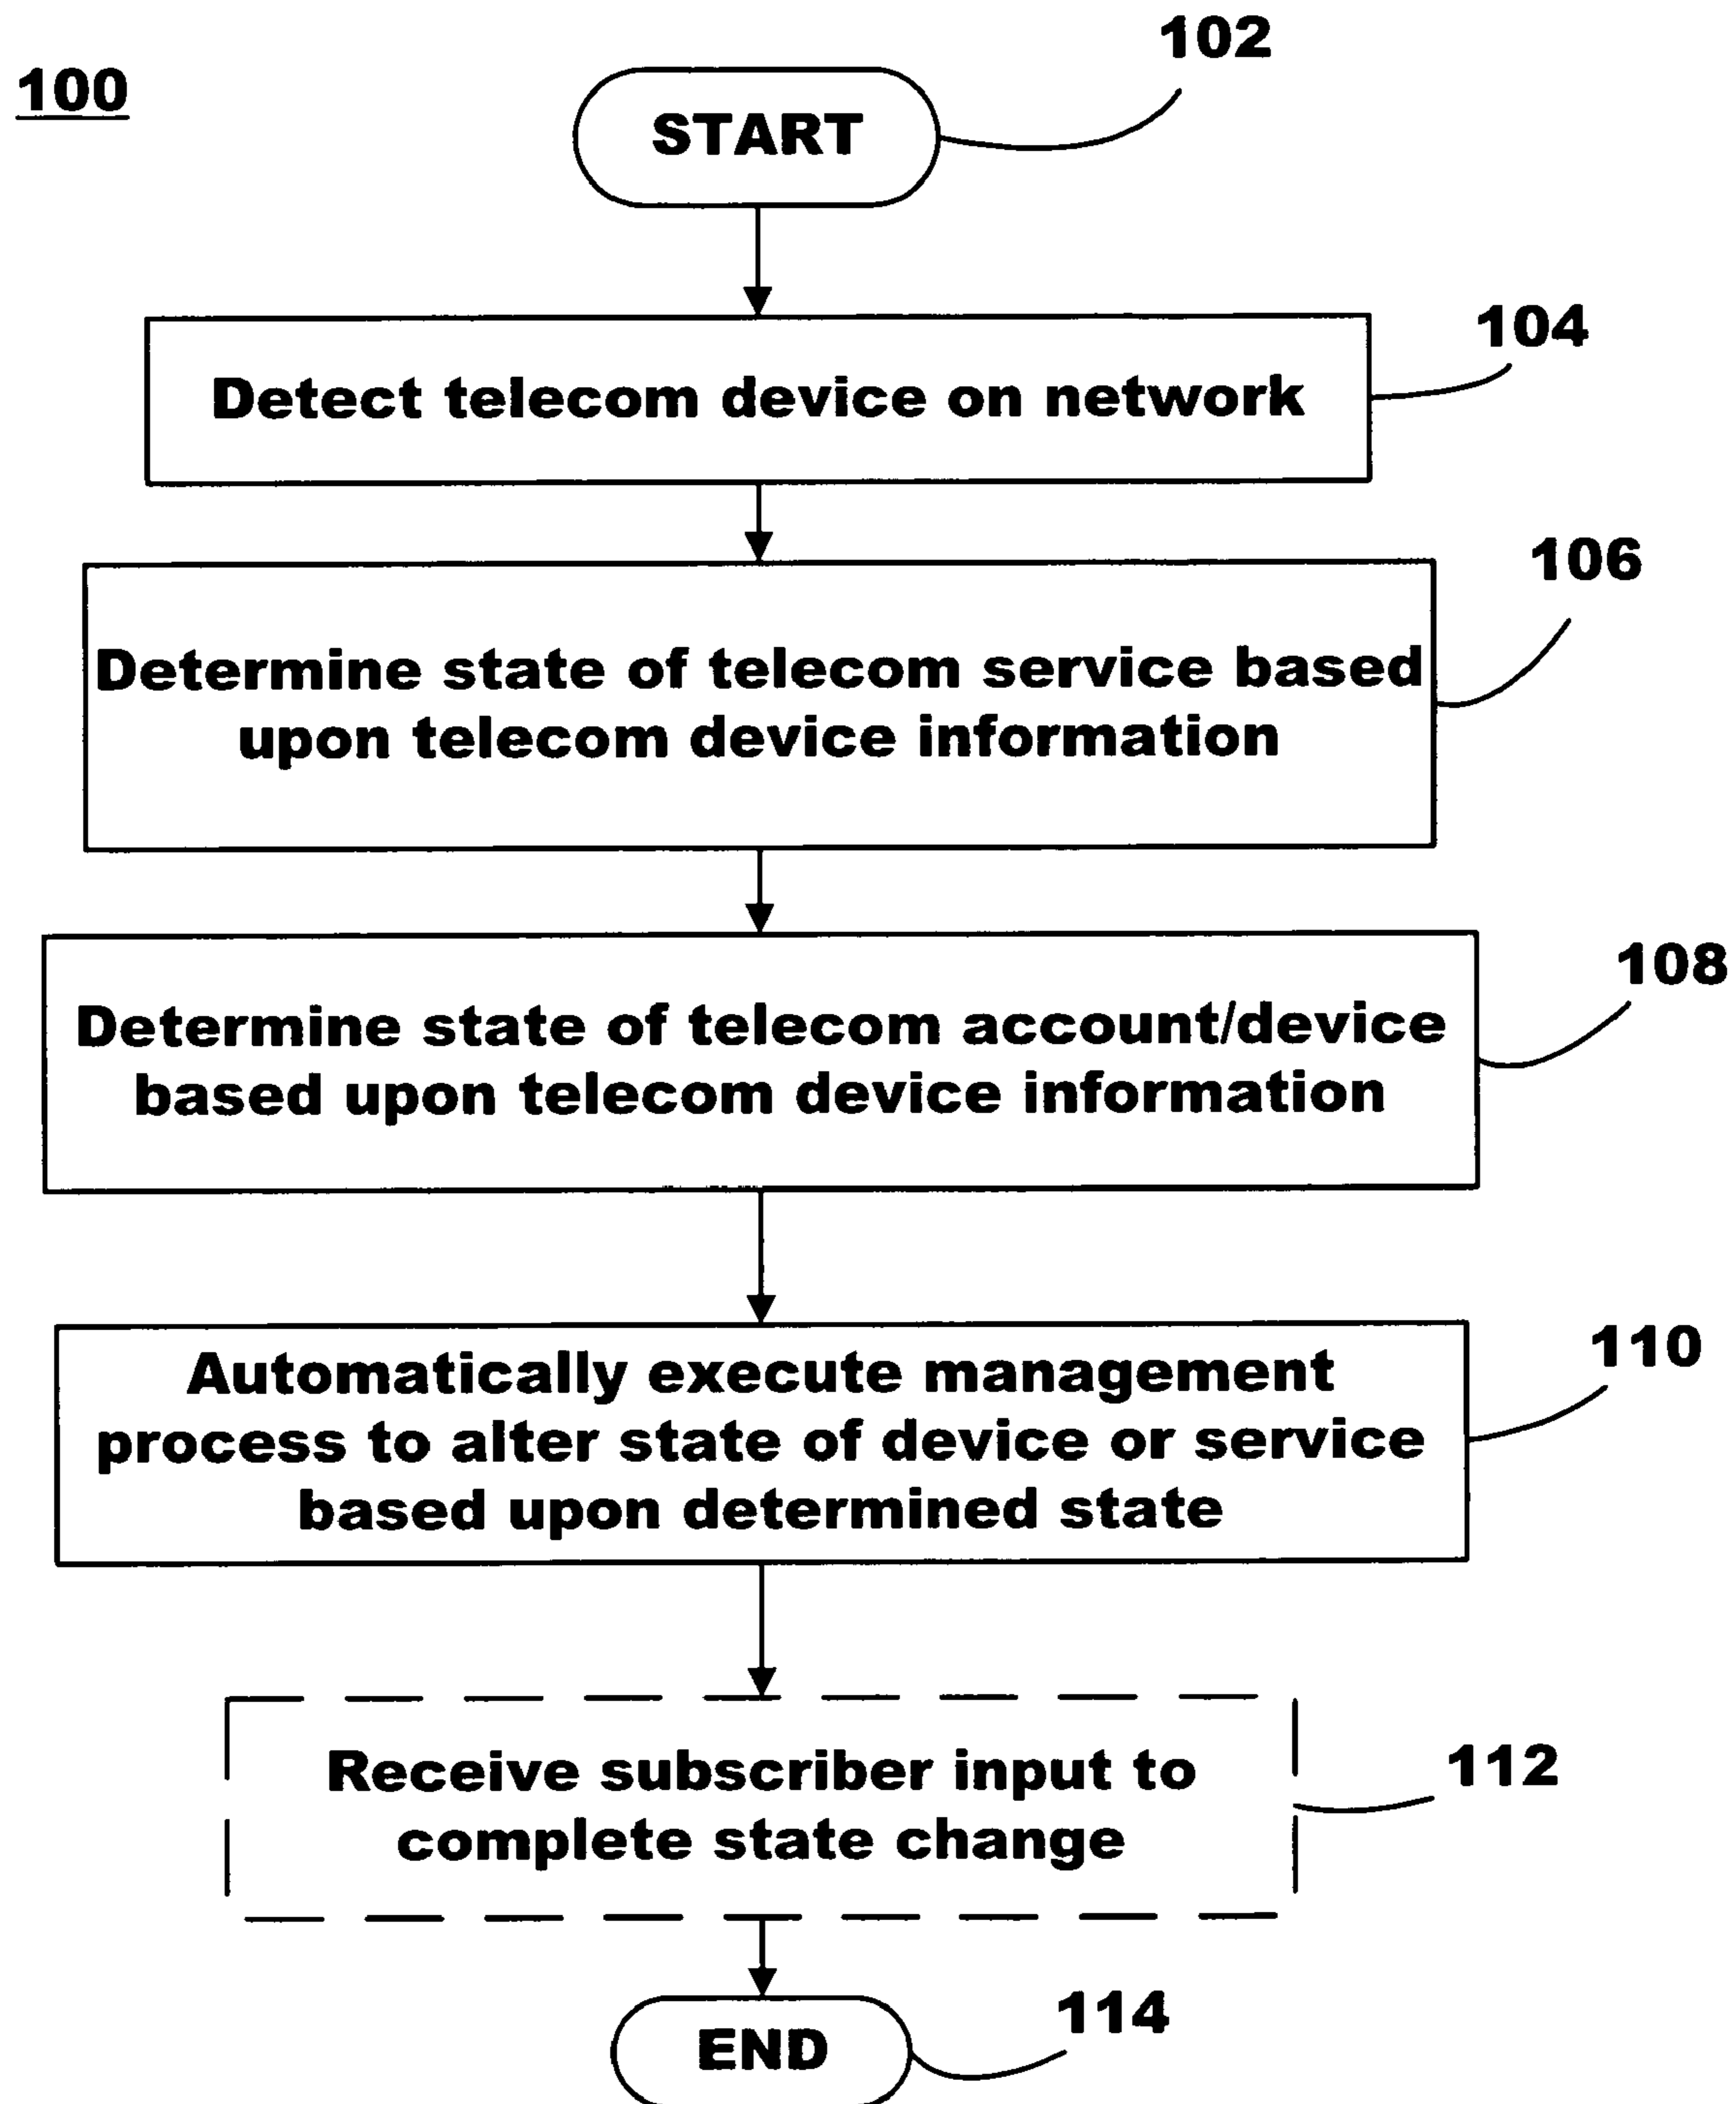 102
100
START
104
Detect telecom device on network
106
Determine state of telecom service based
upon telecom device information
108
Determine state of telecom account/device
based upon telecom device information
110
Automatically execute management
process to alter state of device or service
based upon determined state
112
Receive subscriber input to
complete state change
114
END